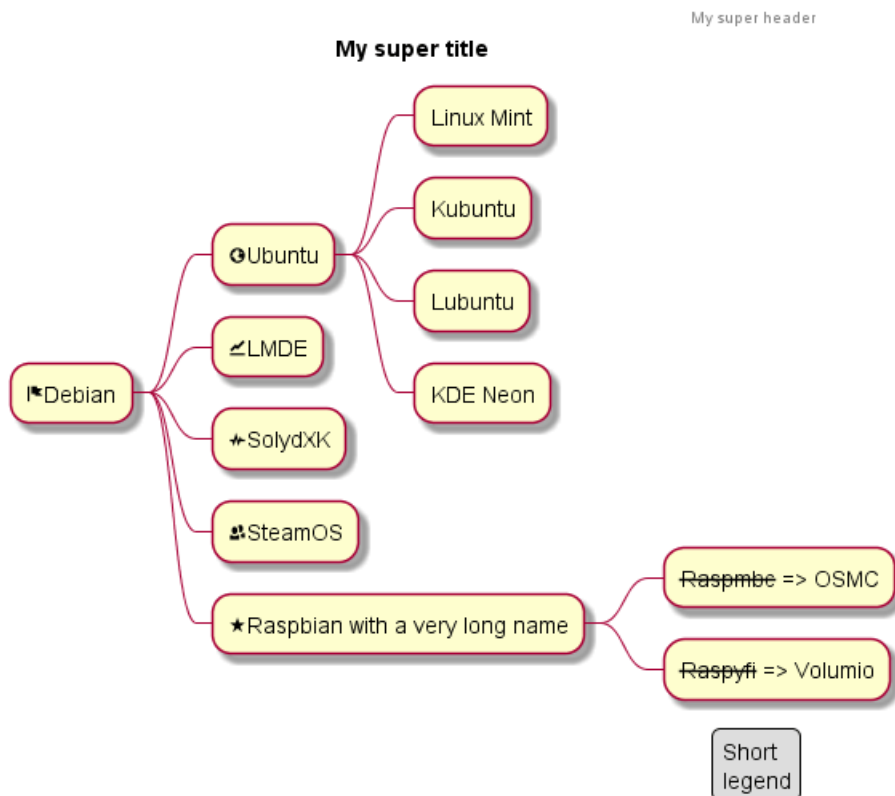 My super header
My super title
Debian
Ubuntu
Linux Mint
Kubuntu
Lubuntu
KDE Neon
LMDE
SolydXK
SteamOS
Raspbian with a very long name
Raspmbc => OSMC
Raspyfi => Volumio
Short
legend